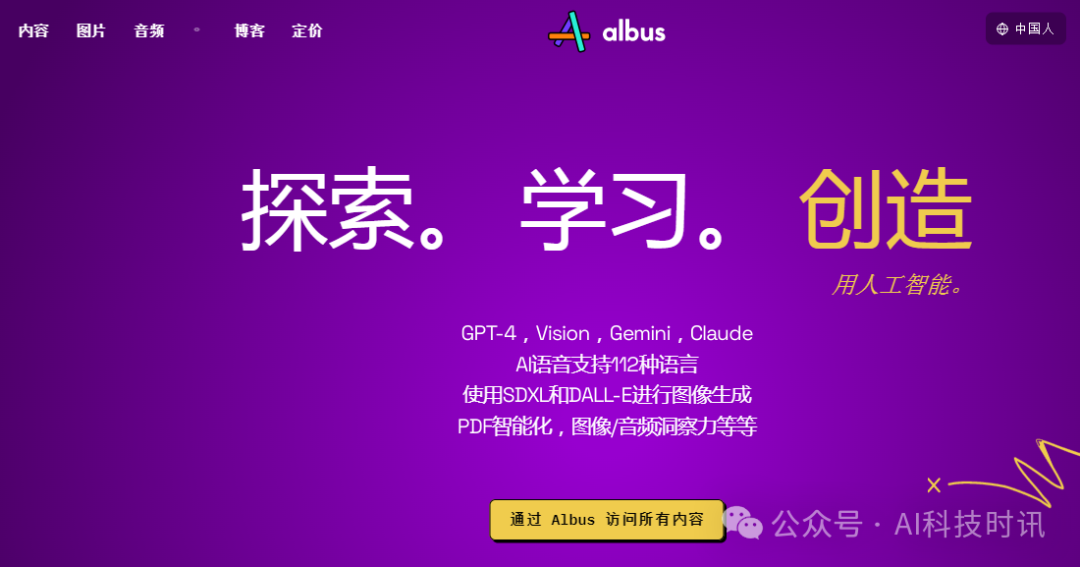 内容 图片 音频 博客 定价
albus
中国人
探索。 学习。 创造
用人工智能。
GPT-4，Vision，Gemini，Claude
AI语音支持112种语言
使用SDXL和DALL-E进行图像生成
PDF智能化，图像/音频洞察力等等
通过 Albus 访问所有内容
公众号 · AI科技时讯